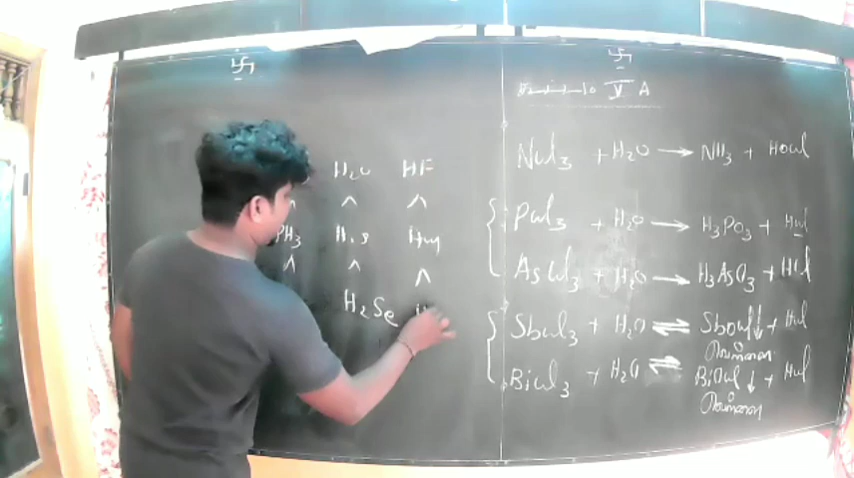 卐 卐
V A
H₂O HF
^ ^ ^
PH₃ H₂S HCl
^ ^ ^
H₂Se
NCl₃ + H₂O → NH₃ + HOCl
PCl₃ + H₂O → H₃PO₃ + HCl
AsCl₃ + H₂O → H₃AsO₃ + HCl
SbCl₃ + H₂O ⇌ SbOCl↓ + HCl
BiCl₃ + H₂O ⇌ BiOCl↓ + HCl